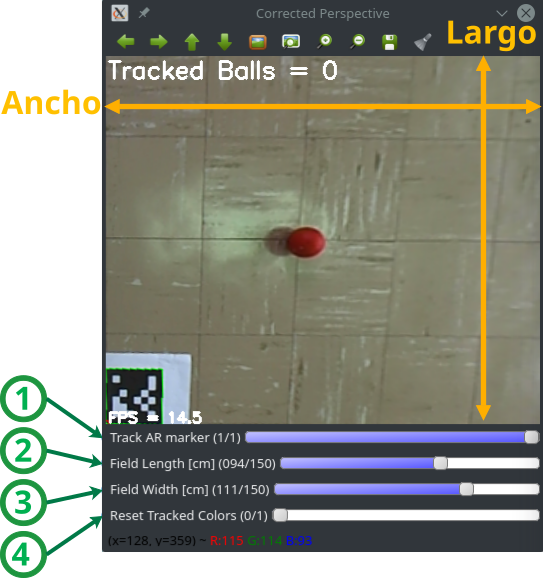 Corrected Perspective
Largo
Tracked Balls = 0
Ancho
FPS = 14.5
1
Track AR marker (1/1)
2
Field Length [cm] (094/150)
3
Field Width [cm] (111/150)
4
Reset Tracked Colors (0/1)
(x=128, y=359) ~ R:115 G:114 B:93